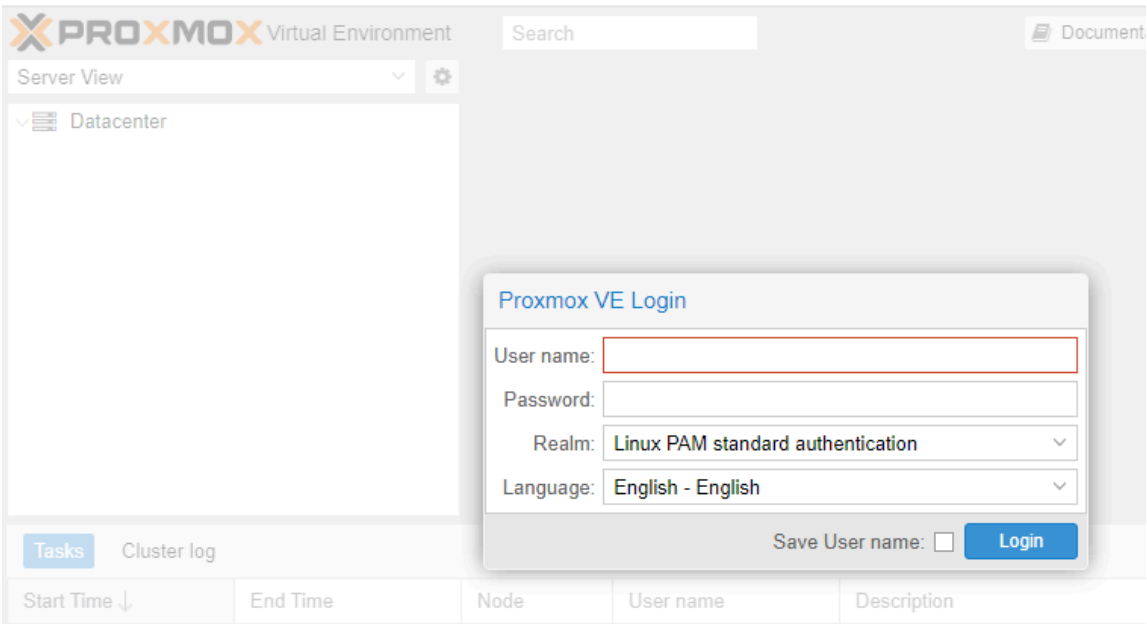 PROXMOX Virtual Environment Search
Server View
Datacenter
Proxmox VE Login
User name:
Password:
Realm: Linux PAM standard authentication
Language: English - English
Save User name: Login
Tasks Cluster log
Start Time End Time Node User name Description